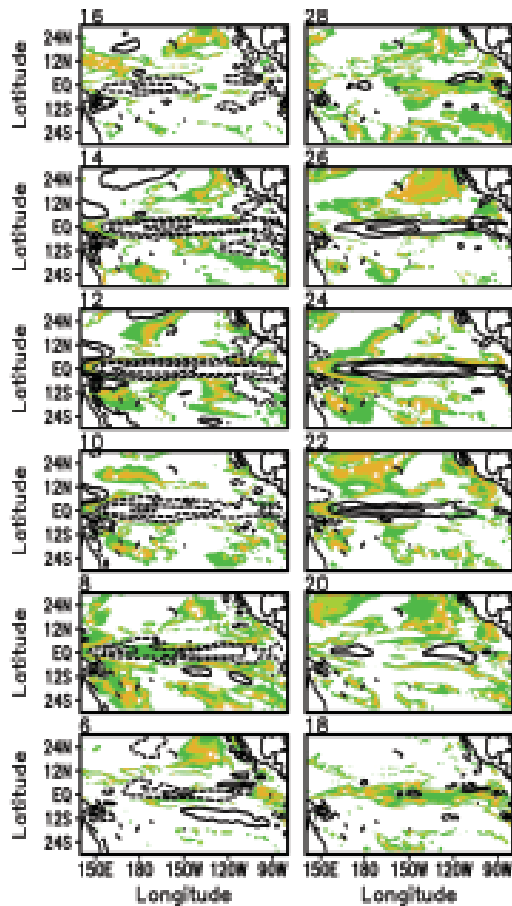 16
28
24N
12N
EQ
12S
24S
Latitude
14
26
24N
12N
EQ
12S
24S
Latitude
12
24
24N
12N
EQ
12S
24S
Latitude
10
22
24N
12N
EQ
12S
24S
Latitude
8
20
24N
12N
EQ
12S
24S
Latitude
6
18
24N
12N
EQ
12S
24S
Latitude
150E 180 150W 120W 90W 150E 180 150W 120W 90W
Longitude Longitude